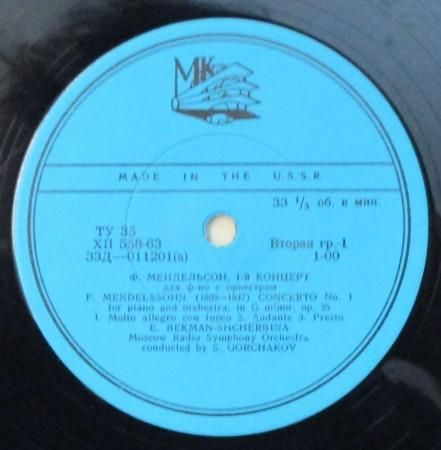 МК
MADE IN THE U.S.S.R.
33 1/3 об. в мин.
ТУ 35
ХП 558-63
33Д—011201(а)
Вторая гр.-1
1-00
Ф. МЕНДЕЛЬСОН, 1-й КОНЦЕРТ
для ф-но с оркестром
F. MENDELSSOHN (1809—1847) CONCERTO No. 1
for piano and orchestra, in G minor, op. 25
1. Molto allegro con fuoco 2. Andante 3. Presto
E. BEKMAN-SHCHERBINA
Moscow Radio Symphony Orchestra
conducted by S. GORCHAKOV